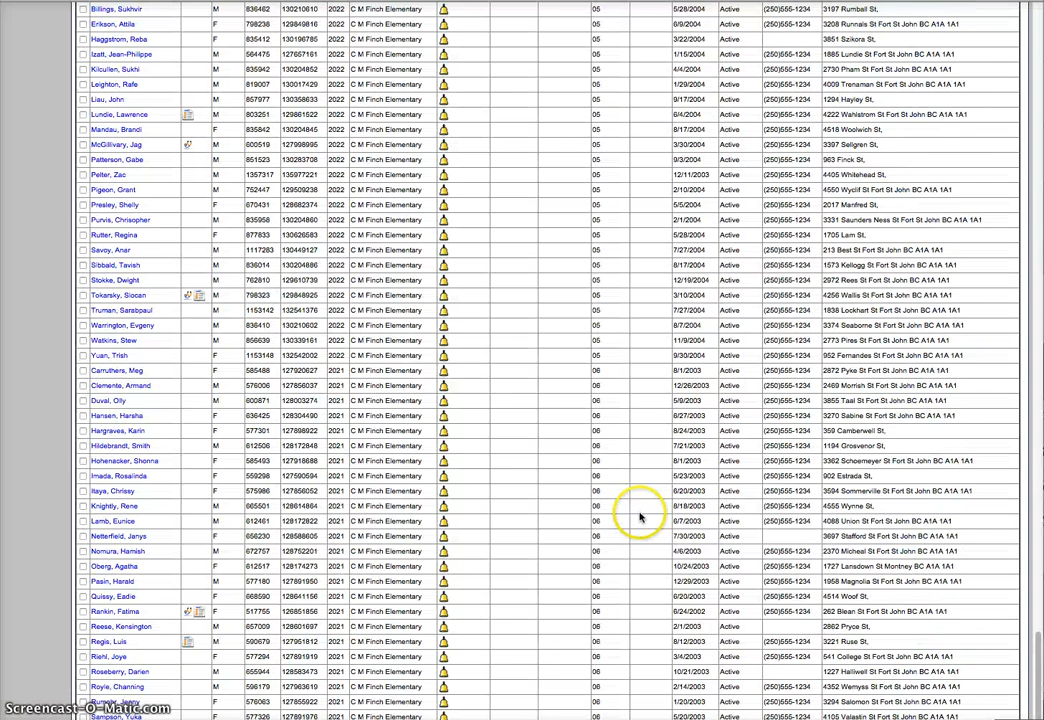 Billings, Sukhvir M 836462 130210610 2022 C M Finch Elementary 05 5/28/2004 Active (250)555-1234 3197 Rumball St,
Erikson, Attila F 798238 129849816 2022 C M Finch Elementary 05 6/9/2004 Active (250)555-1234 3208 Runnals St Fort St John BC A1A 1A1
Haggstrom, Reba F 835412 130196785 2022 C M Finch Elementary 05 3/22/2004 Active 3851 Szikora St,
Izatt, Jean-Philippe M 564475 127657161 2022 C M Finch Elementary 05 1/15/2004 Active (250)555-1234 1885 Lundie St Fort St John BC A1A 1A1
Kilcullen, Sukhi M 835942 130204852 2022 C M Finch Elementary 05 4/4/2004 Active (250)555-1234 2730 Pham St Fort St John BC A1A 1A1
Leighton, Rafe M 819007 130017429 2022 C M Finch Elementary 05 1/29/2004 Active (250)555-1234 4009 Trenaman St Fort St John BC A1A 1A1
Liau, John M 857977 130358633 2022 C M Finch Elementary 05 9/17/2004 Active (250)555-1234 1294 Hayley St,
Lundie, Lawrence M 803251 129861522 2022 C M Finch Elementary 05 6/4/2004 Active (250)555-1234 4222 Wahlstrom St Fort St John BC A1A 1A1
Mandau, Brandi F 835842 130204845 2022 C M Finch Elementary 05 8/17/2004 Active (250)555-1234 4518 Woolwich St,
McGillivary, Jag M 600519 127998995 2022 C M Finch Elementary 05 3/30/2004 Active (250)555-1234 3397 Sellgren St,
Patterson, Gabe M 851523 130283708 2022 C M Finch Elementary 05 9/3/2004 Active (250)555-1234 963 Finck St,
Pelter, Zac M 1357317 135977221 2022 C M Finch Elementary 05 12/11/2003 Active (250)555-1234 4405 Whitehead St,
Pigeon, Grant M 752447 129509238 2022 C M Finch Elementary 05 2/10/2004 Active (250)555-1234 4550 Wyclif St Fort St John BC A1A 1A1
Presley, Shelly F 670431 128682374 2022 C M Finch Elementary 05 5/5/2004 Active (250)555-1234 2017 Manfred St,
Purvis, Chrisopher M 835958 130204860 2022 C M Finch Elementary 05 2/1/2004 Active (250)555-1234 3331 Saunders Ness St Fort St John BC A1A 1A1
Rutter, Regina F 877833 130626583 2022 C M Finch Elementary 05 5/28/2004 Active (250)555-1234 1705 Lam St,
Savoy, Anar M 1117283 130449127 2022 C M Finch Elementary 05 7/27/2004 Active (250)555-1234 213 Best St Fort St John BC A1A 1A1
Sibbald, Tavish M 836014 130204886 2022 C M Finch Elementary 05 8/17/2004 Active (250)555-1234 1573 Kellogg St Fort St John BC A1A 1A1
Stokke, Dwight M 762810 129610739 2022 C M Finch Elementary 05 12/19/2004 Active (250)555-1234 2972 Rees St Fort St John BC A1A 1A1
Tokarsky, Slocan M 798323 129848925 2022 C M Finch Elementary 05 3/10/2004 Active (250)555-1234 4256 Wallis St Fort St John BC A1A 1A1
Truman, Sarabpaul M 1153142 132541376 2022 C M Finch Elementary 05 7/27/2004 Active (250)555-1234 1838 Lockhart St Fort St John BC A1A 1A1
Warrington, Evgeny F 836410 130210602 2022 C M Finch Elementary 05 8/7/2004 Active (250)555-1234 3374 Seaborne St Fort St John BC A1A 1A1
Watkins, Stew M 856639 130339161 2022 C M Finch Elementary 05 11/9/2004 Active (250)555-1234 2773 Pires St Fort St John BC A1A 1A1
Yuan, Trish F 1153148 132542002 2022 C M Finch Elementary 05 9/30/2004 Active (250)555-1234 952 Fernandes St Fort St John BC A1A 1A1
Carruthers, Meg F 585488 127920627 2021 C M Finch Elementary 06 8/1/2003 Active (250)555-1234 2872 Pyke St Fort St John BC A1A 1A1
Clemente, Armand M 576006 127856037 2021 C M Finch Elementary 06 12/26/2003 Active (250)555-1234 2469 Morrish St Fort St John BC A1A 1A1
Duval, Olly M 600871 128003274 2021 C M Finch Elementary 06 5/9/2003 Active (250)555-1234 3855 Taal St Fort St John BC A1A 1A1
Hansen, Harsha F 636425 128304490 2021 C M Finch Elementary 06 6/27/2003 Active (250)555-1234 3270 Sabine St Fort St John BC A1A 1A1
Hargraves, Karin F 577301 127898922 2021 C M Finch Elementary 06 8/24/2003 Active (250)555-1234 359 Camberwell St,
Hildebrandt, Smith M 612506 128172848 2021 C M Finch Elementary 06 7/21/2003 Active (250)555-1234 1194 Grosvenor St,
Hohenacker, Shonna F 585493 127918688 2021 C M Finch Elementary 06 8/1/2003 Active (250)555-1234 3362 Schoemeyer St Fort St John BC A1A 1A1
Imada, Rosalinda F 559298 127590594 2021 C M Finch Elementary 06 5/23/2003 Active (250)555-1234 902 Estrada St,
Itaya, Chrissy F 575986 127856052 2021 C M Finch Elementary 06 6/20/2003 Active (250)555-1234 3594 Sommerville St Fort St John BC A1A 1A1
Knightly, Rene M 665501 128614864 2021 C M Finch Elementary 06 8/18/2003 Active (250)555-1234 4555 Wynne St,
Lamb, Eunice M 612461 128172822 2021 C M Finch Elementary 06 6/7/2003 Active (250)555-1234 4088 Union St Fort St John BC A1A 1A1
Netterfield, Janys F 656230 128588605 2021 C M Finch Elementary 06 7/30/2003 Active 3697 Stafford St Fort St John BC A1A 1A1
Nomura, Hamish M 672757 128752201 2021 C M Finch Elementary 06 4/6/2003 Active (250)555-1234 2370 Micheal St Fort St John BC A1A 1A1
Oberg, Agatha F 612517 128174273 2021 C M Finch Elementary 06 10/24/2003 Active (250)555-1234 1727 Lansdown St Montney BC A1A 1A1
Pasin, Harald M 577180 127891950 2021 C M Finch Elementary 06 12/29/2003 Active (250)555-1234 1958 Magnolia St Fort St John BC A1A 1A1
Quissy, Eadie F 668590 128641156 2021 C M Finch Elementary 06 6/20/2003 Active (250)555-1234 4514 Woof St,
Rankin, Fatima F 517755 126851856 2021 C M Finch Elementary 06 6/24/2002 Active (250)555-1234 262 Blean St Fort St John BC A1A 1A1
Reese, Kensington M 657009 128601697 2021 C M Finch Elementary 06 2/1/2003 Active 2862 Pryce St,
Regis, Luis M 590679 127951812 2021 C M Finch Elementary 06 8/12/2003 Active (250)555-1234 3221 Ruse St,
Riehl, Joye F 577294 127891919 2021 C M Finch Elementary 06 3/4/2003 Active (250)555-1234 541 College St Fort St John BC A1A 1A1
Roseberry, Darien M 655944 128583473 2021 C M Finch Elementary 06 10/21/2003 Active 1227 Halliwell St Fort St John BC A1A 1A1
Royle, Channing M 596179 127963619 2021 C M Finch Elementary 06 2/14/2003 Active (250)555-1234 4352 Wemyss St Fort St John BC A1A 1A1
F 576063 127855922 2021 C M Finch Elementary 06 1/20/2003 Active (250)555-1234 3294 Salomon St Fort St John BC A1A 1A1
Sampson, Yuka F 577326 127891216 2021 C M Finch Elementary 06 5/20/2003 Active (250)555-1234 4105 Valastin St Fort St John BC A1A 1A1
Screencast-O-Matic.com